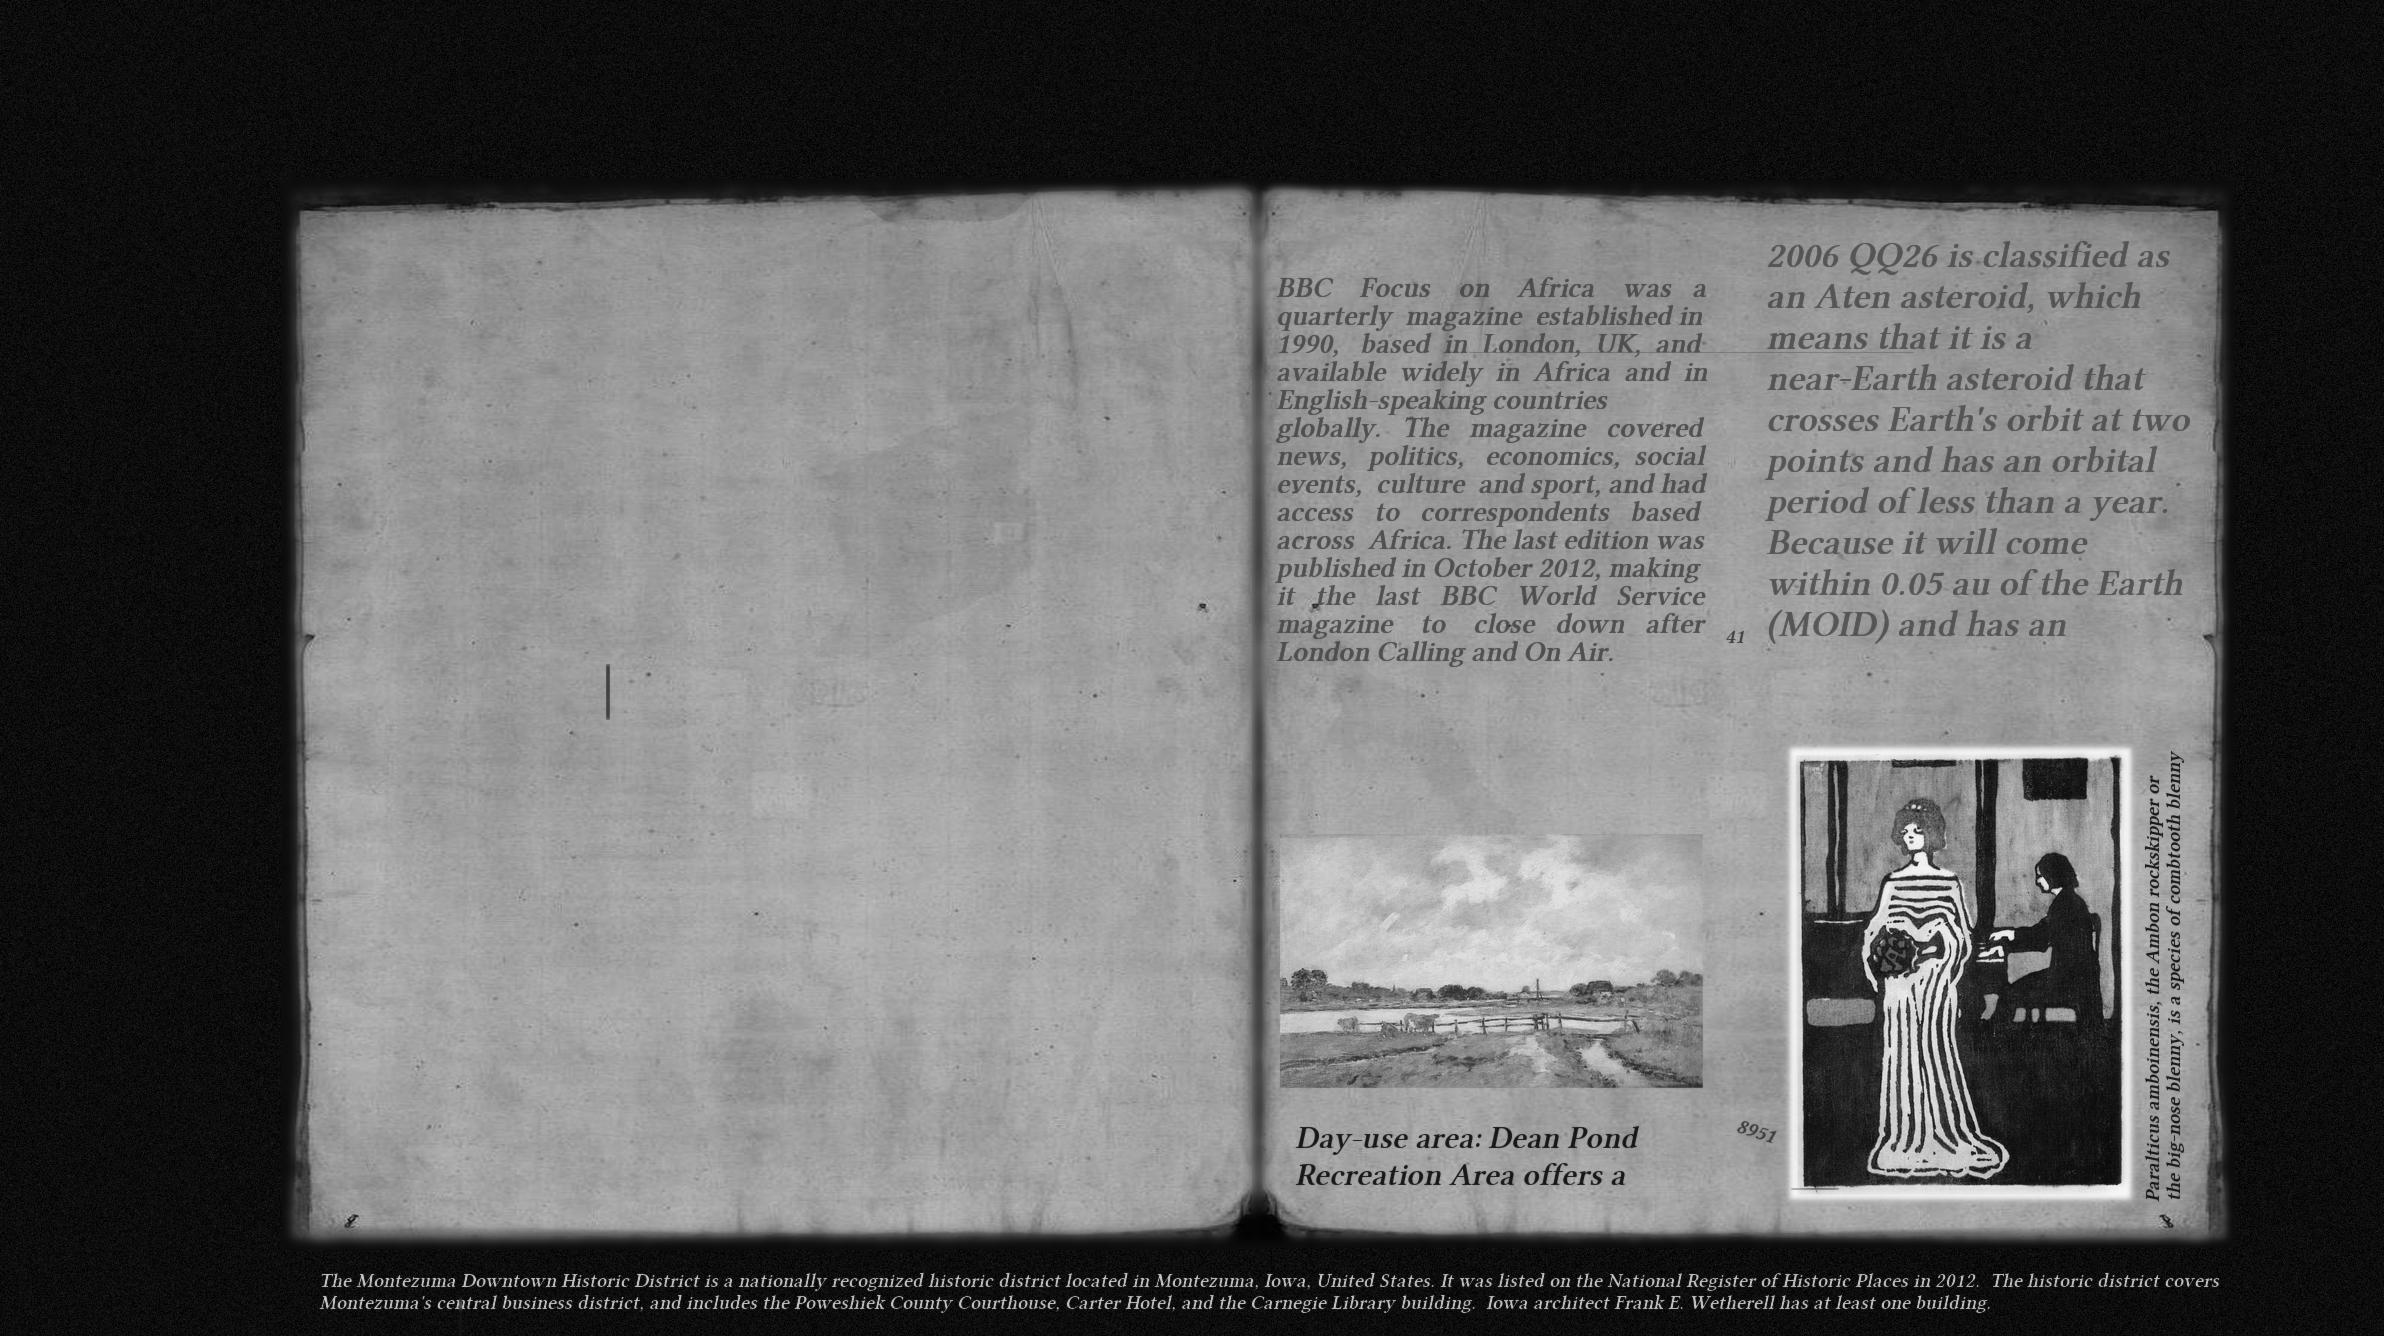 BBC Focus on Africa was a
quarterly magazine established in
1990, based in London, UK, and
available widely in Africa and in
English-speaking countries
globally. The magazine covered
news, politics, economics, social
events, culture and sport, and had
access to correspondents based
across Africa. The last edition was
published in October 2012, making
it the last BBC World Service
magazine to close down after
London Calling and On Air.
41
2006 QQ26 is classified as
an Aten asteroid, which
means that it is a
near-Earth asteroid that
crosses Earth's orbit at two
points and has an orbital
period of less than a year.
Because it will come
within 0.05 au of the Earth
(MOID) and has an
Day-use area: Dean Pond
Recreation Area offers a
8951
Paralticus amboinensis, the Ambon rockskipper or
the big-nose blenny, is a species of combtooth blenny
The Montezuma Downtown Historic District is a nationally recognized historic district located in Montezuma, Iowa, United States. It was listed on the National Register of Historic Places in 2012. The historic district covers
Montezuma's central business district, and includes the Poweshiek County Courthouse, Carter Hotel, and the Carnegie Library building. Iowa architect Frank E. Wetherell has at least one building.